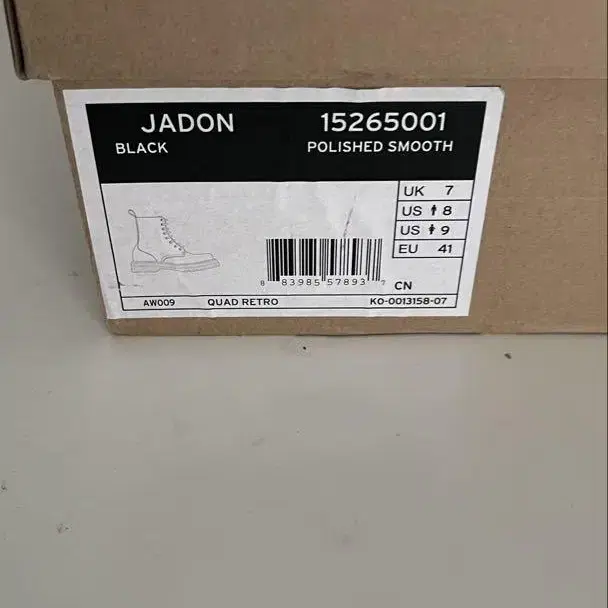 JADON 15265001
BLACK POLISHED SMOOTH
UK 7
US 8
US 9
EU 41
8 83985 57893 7
CN
AW009 QUAD RETRO K0-0013158-07